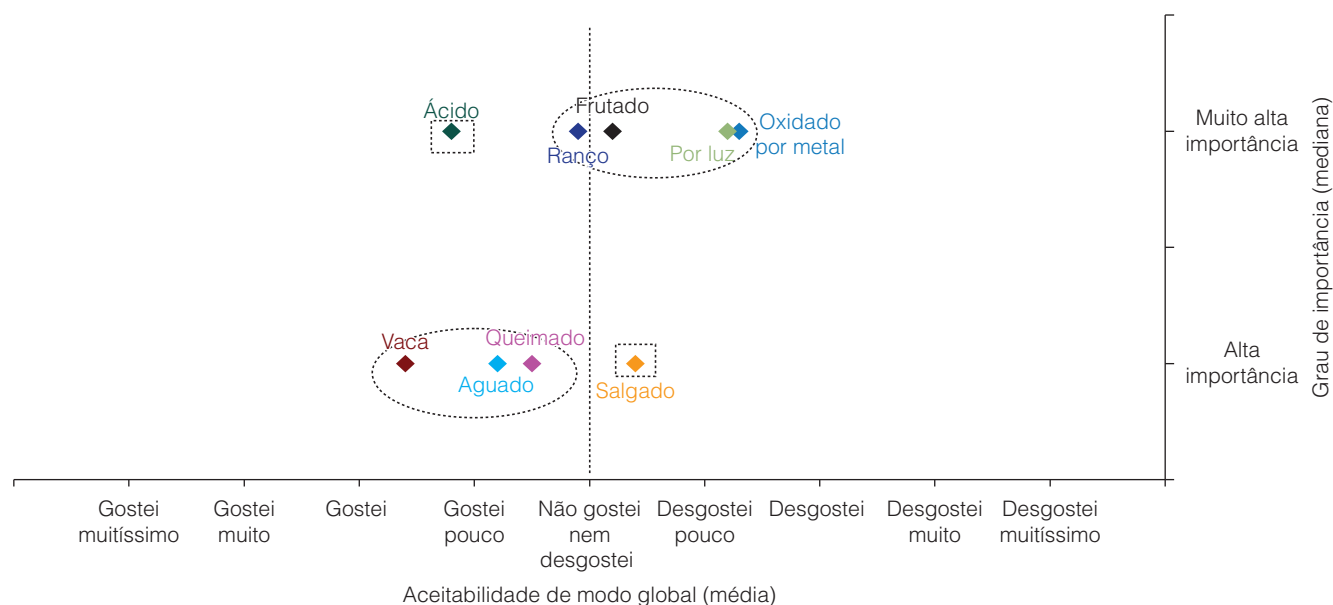 Ácido
Frutado
Ranço
Por luz
Oxidado
por metal
Muito alta
importância
Vaca
Queimado
Aguado
Salgado
Alta
importância
Grau de importância (mediana)
Gostei
muitíssimo
Gostei
muito
Gostei
Gostei
pouco
Não gostei
nem
desgostei
Desgostei
pouco
Desgostei
Desgostei
muito
Desgostei
muitíssimo
Aceitabilidade de modo global (média)